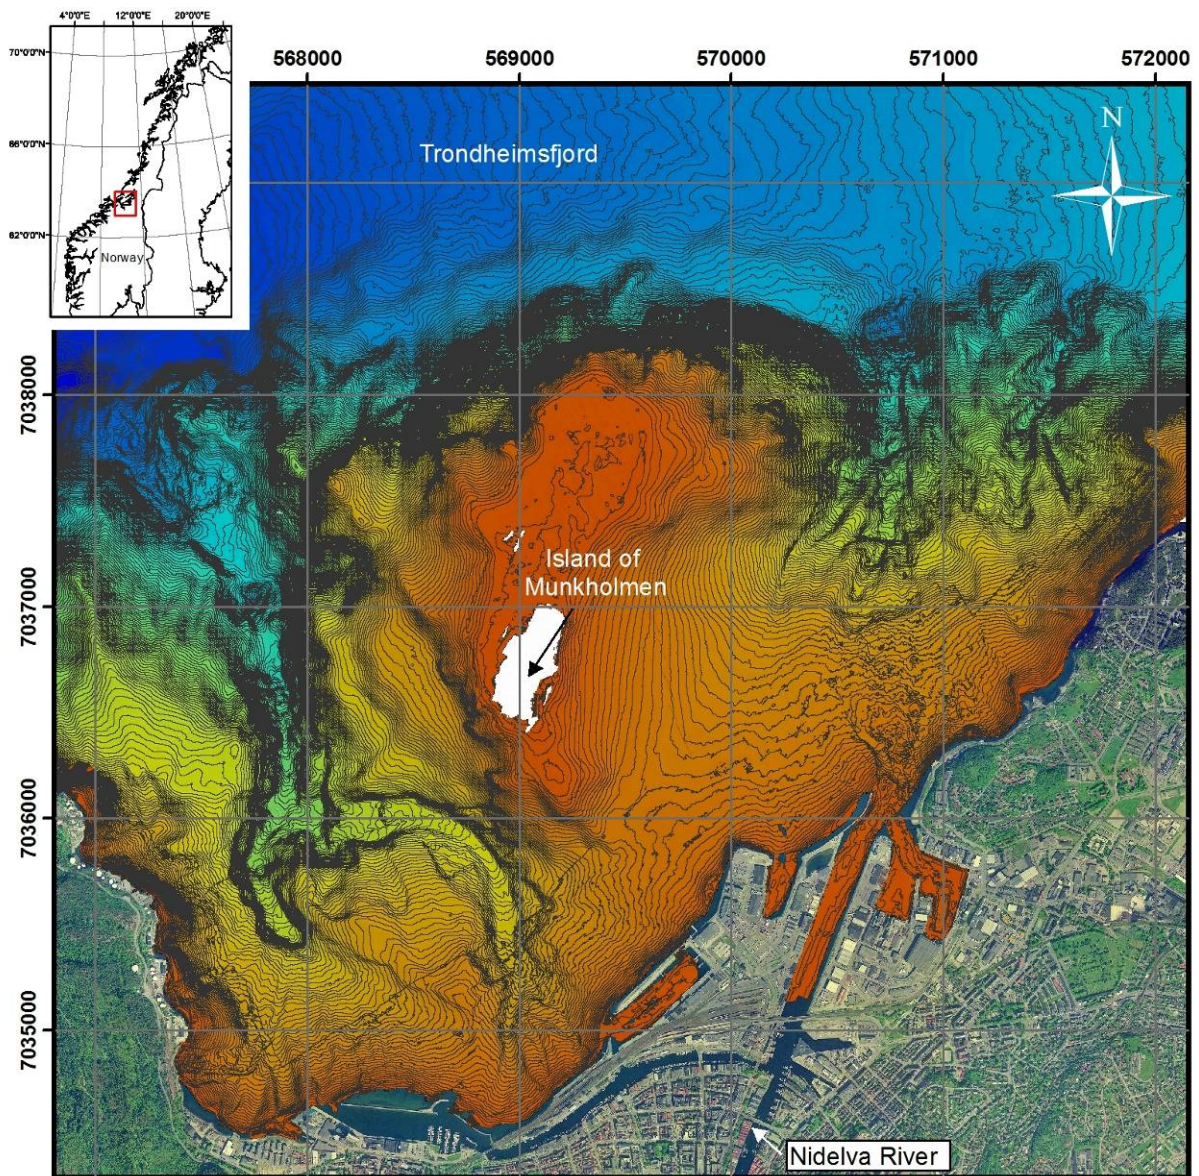 4°0'0"E 12°0'0"E 20°0'0"E
70°0'0"N
66°0'0"N
62°0'0"N
Norway
568000 569000 570000 571000 572000
Trondheimsfjord
N
7038000
Island of
Munkholmen
7037000
7036000
7035000
Nidelva River